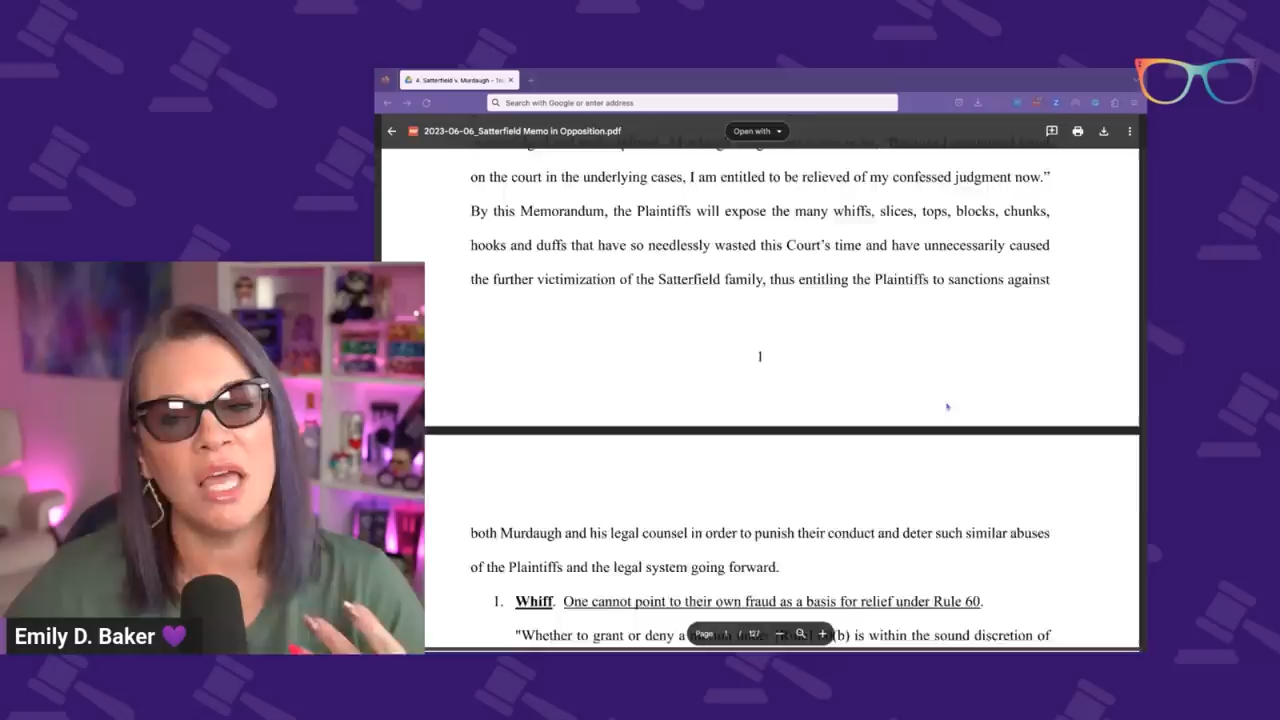 4. Satterfield v. Murdaugh -
Search with Google or enter address
2023-06-06_Satterfield Memo in Opposition.pdf
Open with
on the court in the underlying cases, I am entitled to be relieved of my confessed judgment now.”
By this Memorandum, the Plaintiffs will expose the many whiffs, slices, tops, blocks, chunks,
hooks and duffs that have so needlessly wasted this Court’s time and have unnecessarily caused
the further victimization of the Satterfield family, thus entitling the Plaintiffs to sanctions against
1
both Murdaugh and his legal counsel in order to punish their conduct and deter such similar abuses
of the Plaintiffs and the legal system going forward.
1. Whiff. One cannot point to their own fraud as a basis for relief under Rule 60.
"Whether to grant or deny a (b) is within the sound discretion of
Page / 127
Emily D. Baker